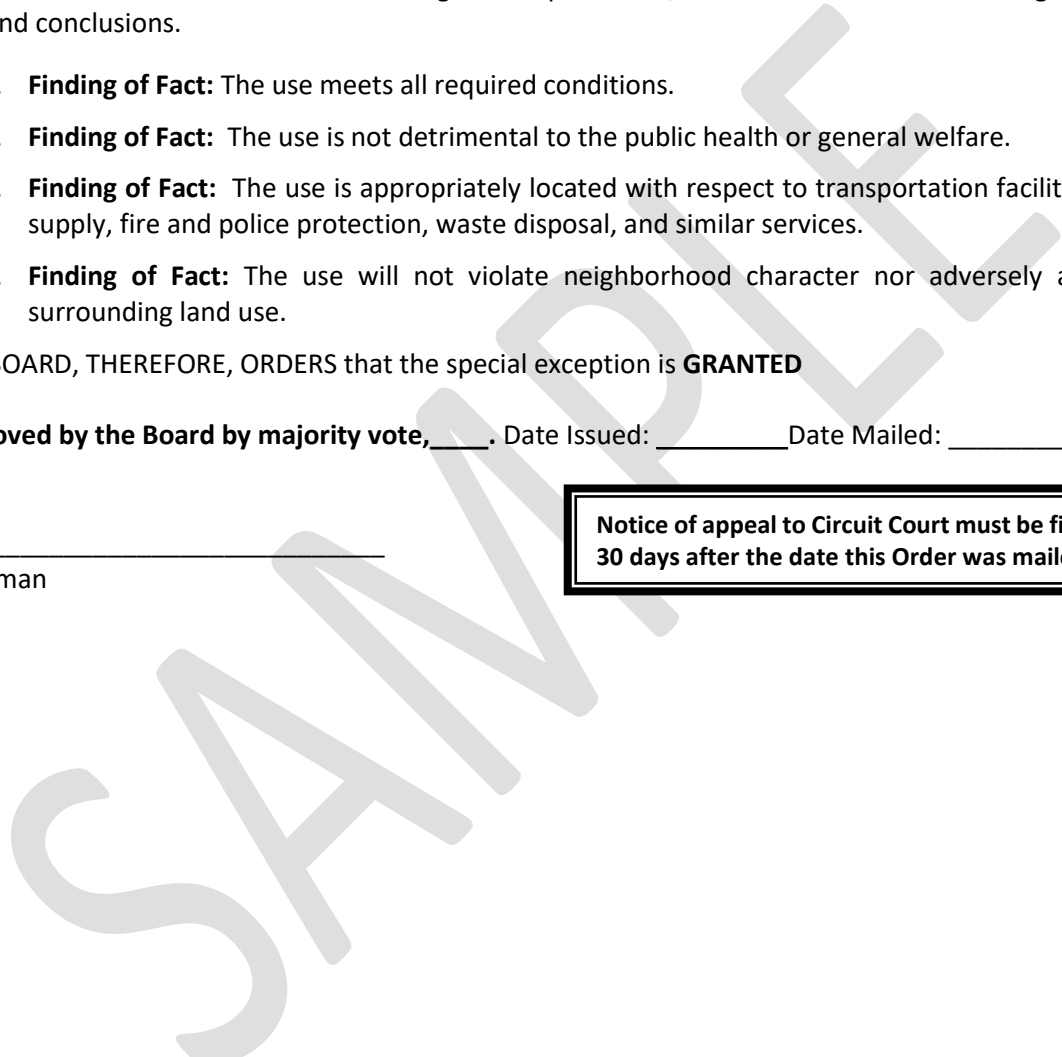 nd conclusions.
Finding of Fact: The use meets all required conditions.
Finding of Fact: The use is not detrimental to the public health or general welfare.
Finding of Fact: The use is appropriately located with respect to transportation facilit
supply, fire and police protection, waste disposal, and similar services.
Finding of Fact: The use will not violate neighborhood character nor adversely a
surrounding land use.
OARD, THEREFORE, ORDERS that the special exception is GRANTED
oved by the Board by majority vote,____. Date Issued: _________Date Mailed: ________
___________________________
man
Notice of appeal to Circuit Court must be fi
30 days after the date this Order was mail
SAMPLE